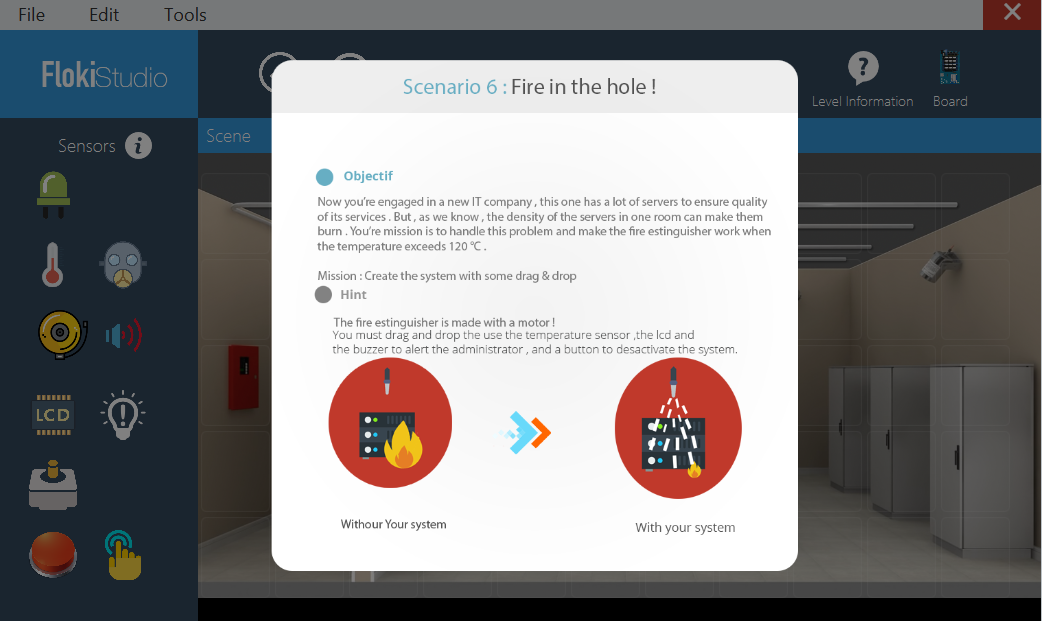 File Edit Tools
FlokiStudio
Level Information Board
Sensors
Scene
LCD
Scenario 6 : Fire in the hole !
Objectif
Now you're engaged in a new IT company , this one has a lot of servers to ensure quality
of its services . But , as we know , the density of the servers in one room can make them
burn . You're mission is to handle this problem and make the fire estinguisher work when
the temperature exceeds 120 °C .
Mission : Create the system with some drag & drop
Hint
The fire estinguisher is made with a motor !
You must drag and drop the use the temperature sensor ,the lcd and
the buzzer to alert the administrator , and a button to desactivate the system.
Withour Your system
With your system